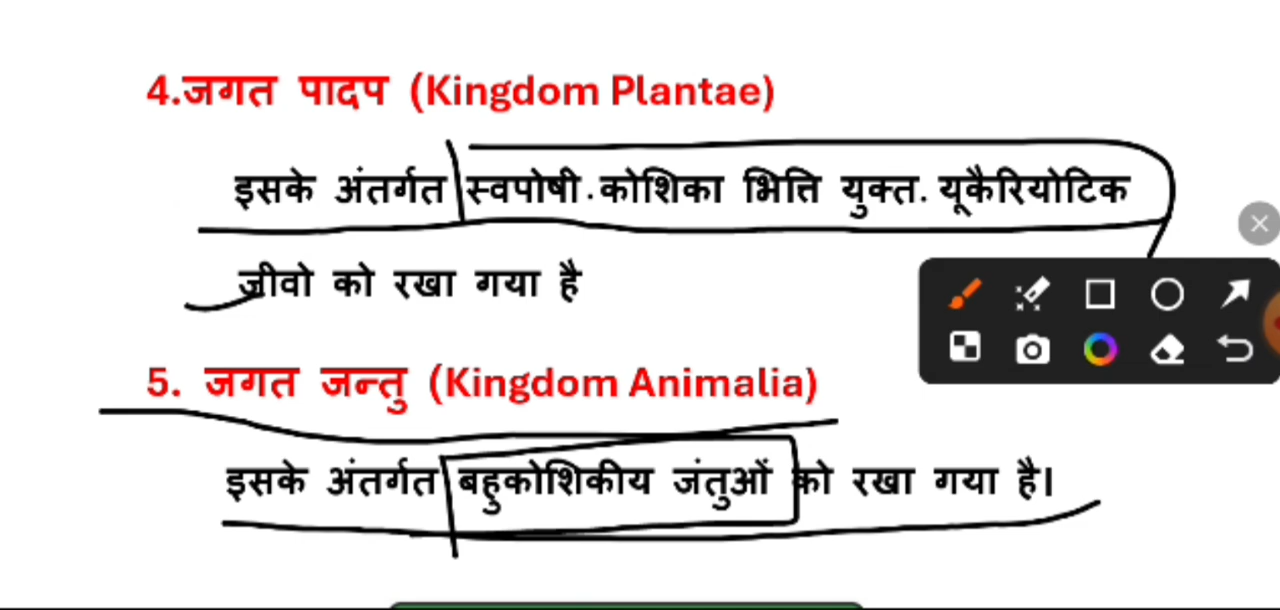 4.जगत पादप (Kingdom Plantae)
इसके अंतर्गत स्वपोषी.कोशिका भित्ति युक्त. यूकैरियोटिक
जीवो को रखा गया है
5. जगत जन्तु (Kingdom Animalia)
इसके अंतर्गत बहुकोशिकीय जंतुओं को रखा गया है।